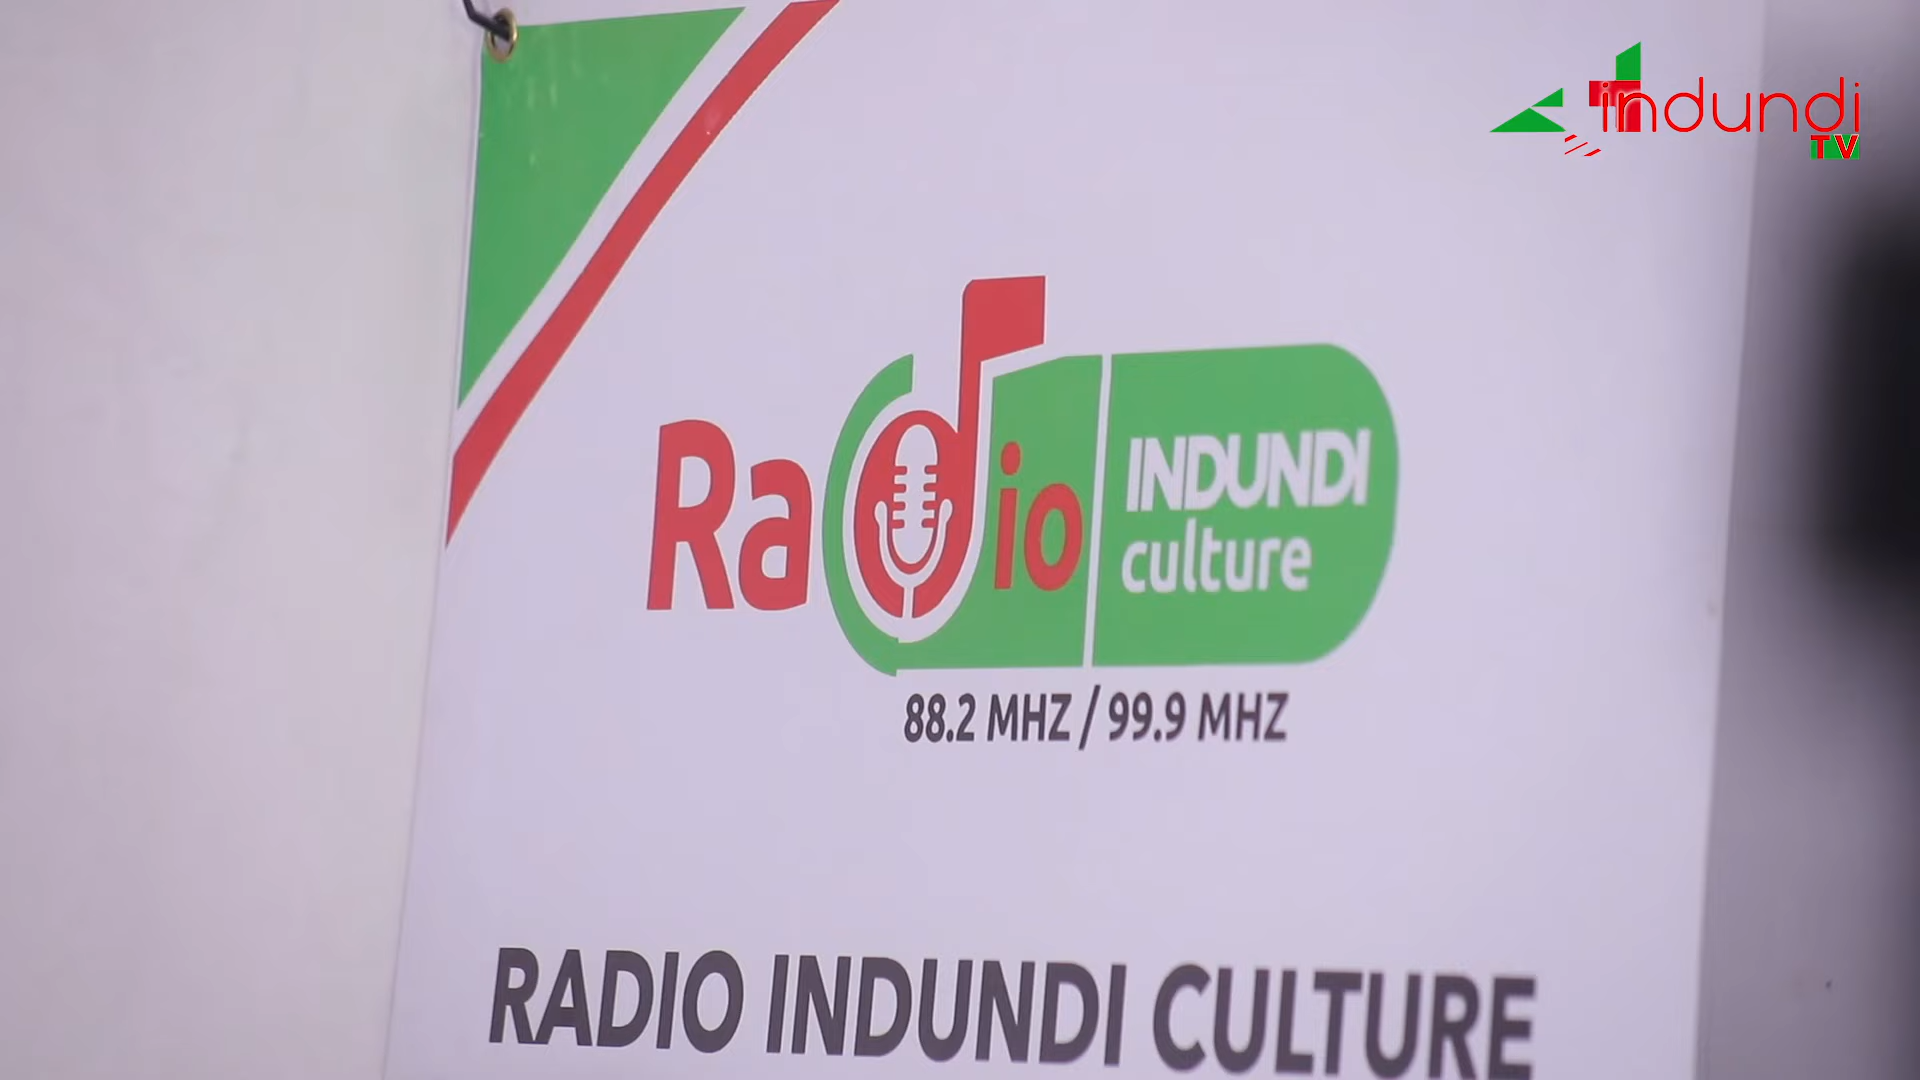 indundi
TV
Radio
INDUNDI
culture
88.2 MHZ / 99.9 MHZ
RADIO INDUNDI CULTURE